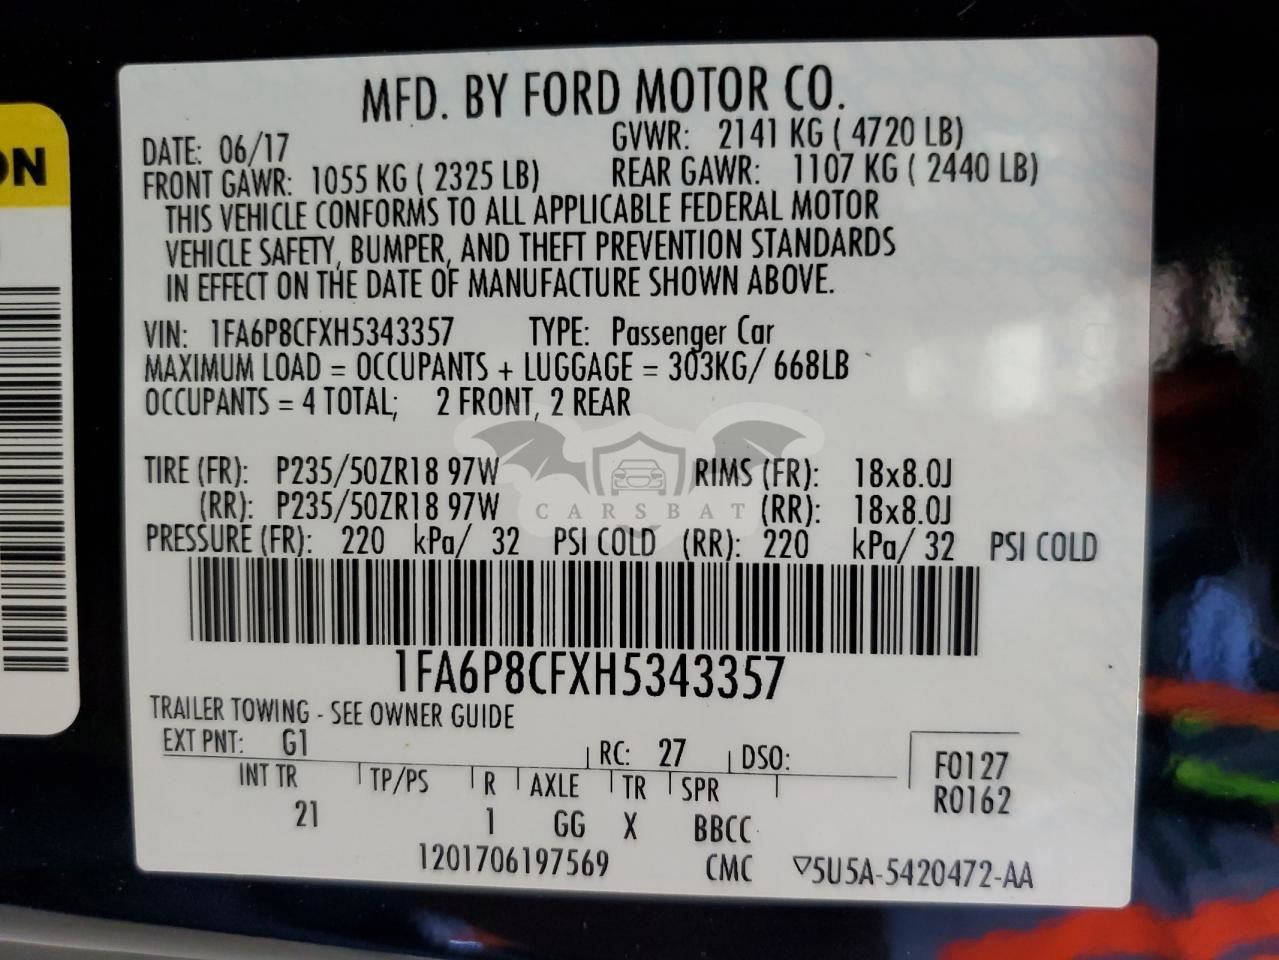 ON
MFD. BY FORD MOTOR CO.
DATE: 06/17 GVWR: 2141 KG ( 4720 LB)
FRONT GAWR: 1055 KG ( 2325 LB) REAR GAWR: 1107 KG ( 2440 LB)
THIS VEHICLE CONFORMS TO ALL APPLICABLE FEDERAL MOTOR
VEHICLE SAFETY, BUMPER, AND THEFT PREVENTION STANDARDS
IN EFFECT ON THE DATE OF MANUFACTURE SHOWN ABOVE.
VIN: 1FA6P8CFXH5343357 TYPE: Passenger Car
MAXIMUM LOAD = OCCUPANTS + LUGGAGE = 303KG/ 668LB
OCCUPANTS = 4 TOTAL; 2 FRONT, 2 REAR
TIRE (FR): P235/50ZR18 97W RIMS (FR): 18x8.0J
(RR): P235/50ZR18 97W (RR): 18x8.0J
CARSBAT
PRESSURE (FR): 220 kPa/ 32 PSI COLD (RR): 220 kPa/ 32 PSI COLD
1FA6P8CFXH5343357
TRAILER TOWING - SEE OWNER GUIDE
EXT PNT: G1 RC: 27 DSO: F0127
INT TR TP/PS R AXLE TR SPR R0162
21 1 GG X BBCC
1201706197569 CMC ▽5U5A-5420472-AA